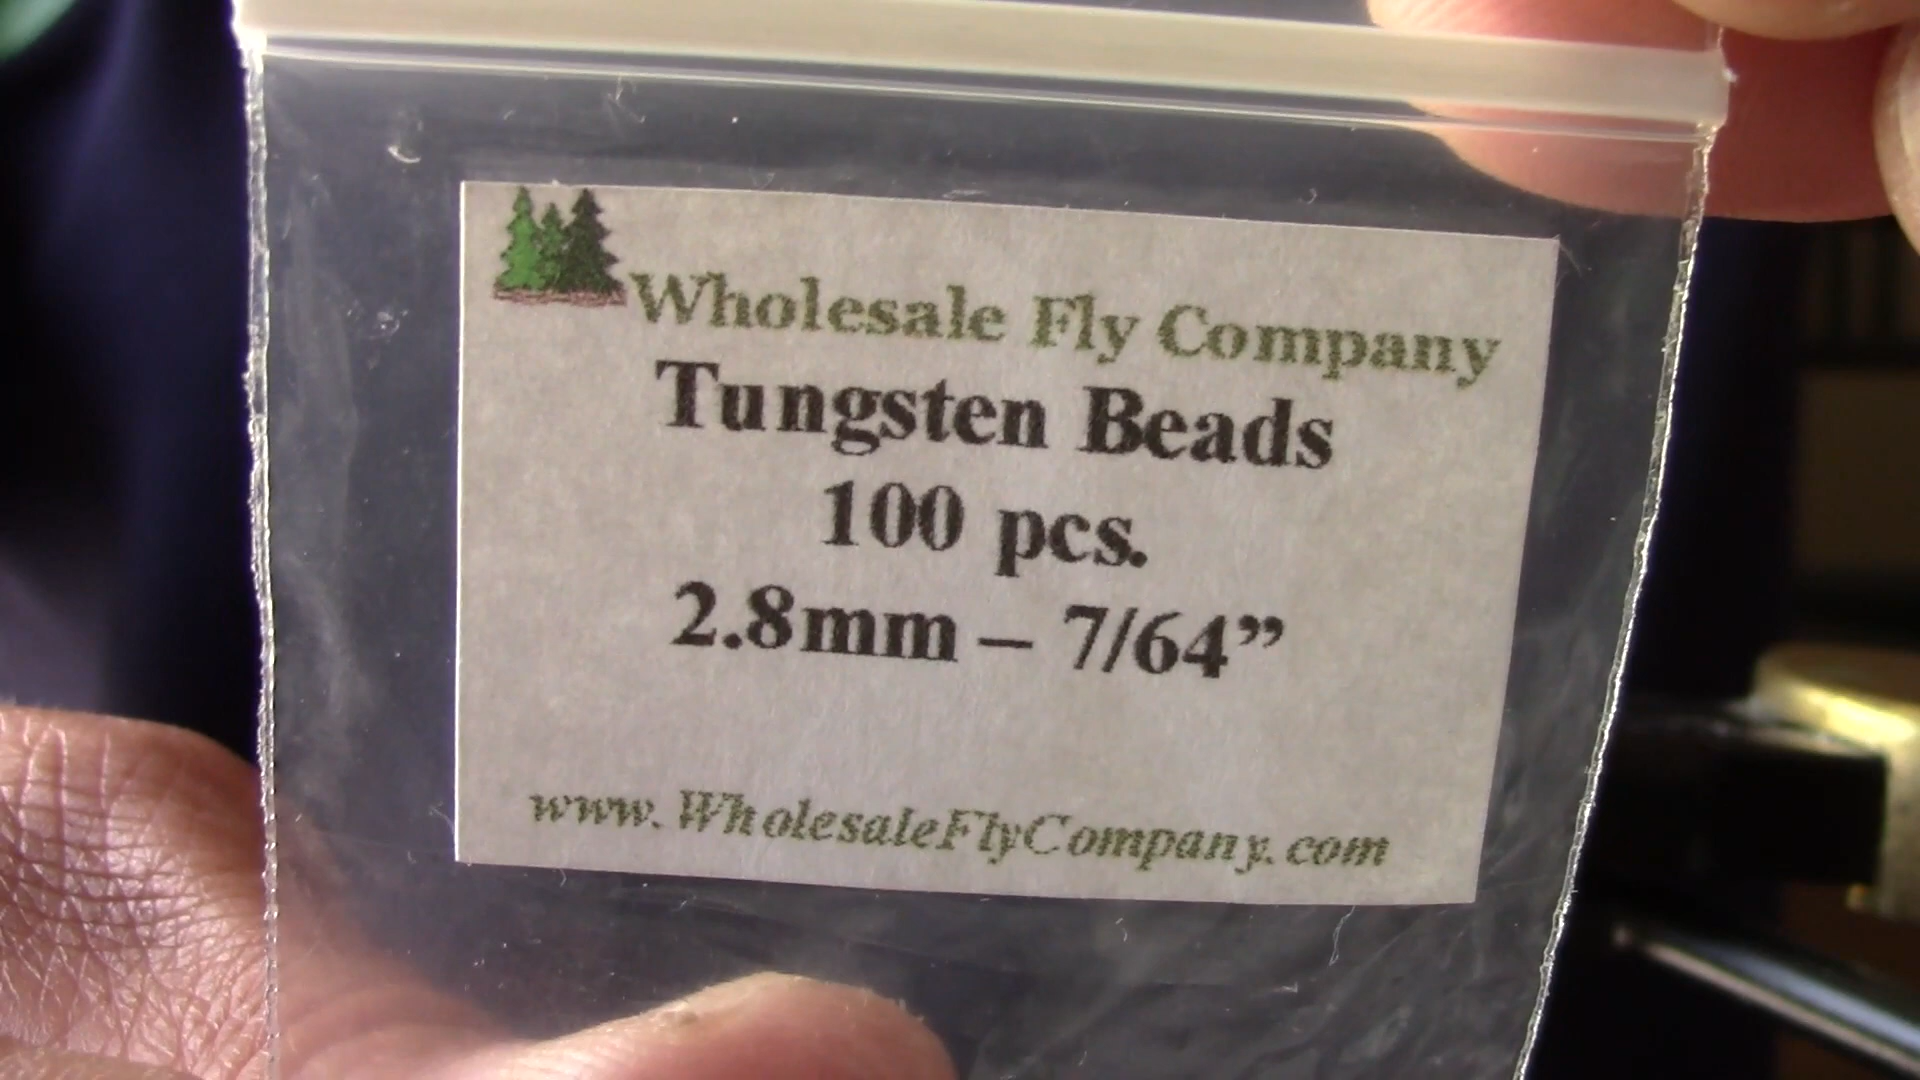 Wholesale Fly Company
Tungsten Beads
100 pcs.
2.8mm – 7/64”
www.WholesaleFlyCompany.com